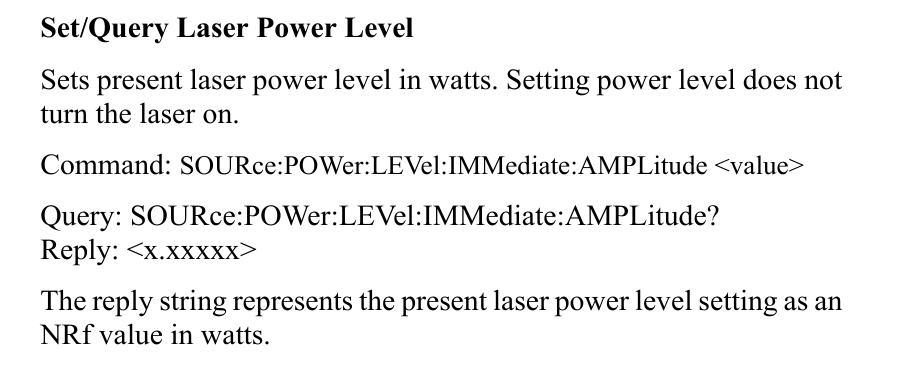 Set/Query Laser Power Level
Sets present laser power level in watts. Setting power level does not
turn the laser on.
Command: SOURce:POWer:LEVel:IMMediate:AMPLitude <value>
Query: SOURce:POWer:LEVel:IMMediate:AMPLitude?
Reply: <x.xxxxx>
The reply string represents the present laser power level setting as an
NRf value in watts.